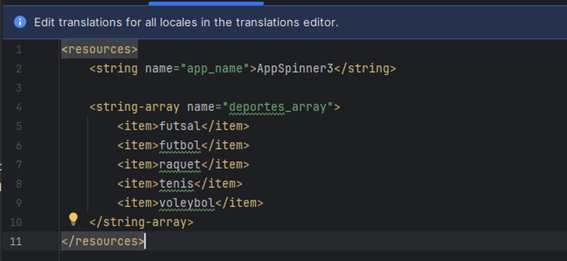 Edit translations for all locales in the translations editor.
1 <resources>
2 <string name="app_name">AppSpinner3</string>
3
4 <string-array name="deportes_array">
5 <item>futsal</item>
6 <item>futbol</item>
7 <item>raquet</item>
8 <item>tenis</item>
9 <item>voleybol</item>
10 </string-array>
11 </resources>